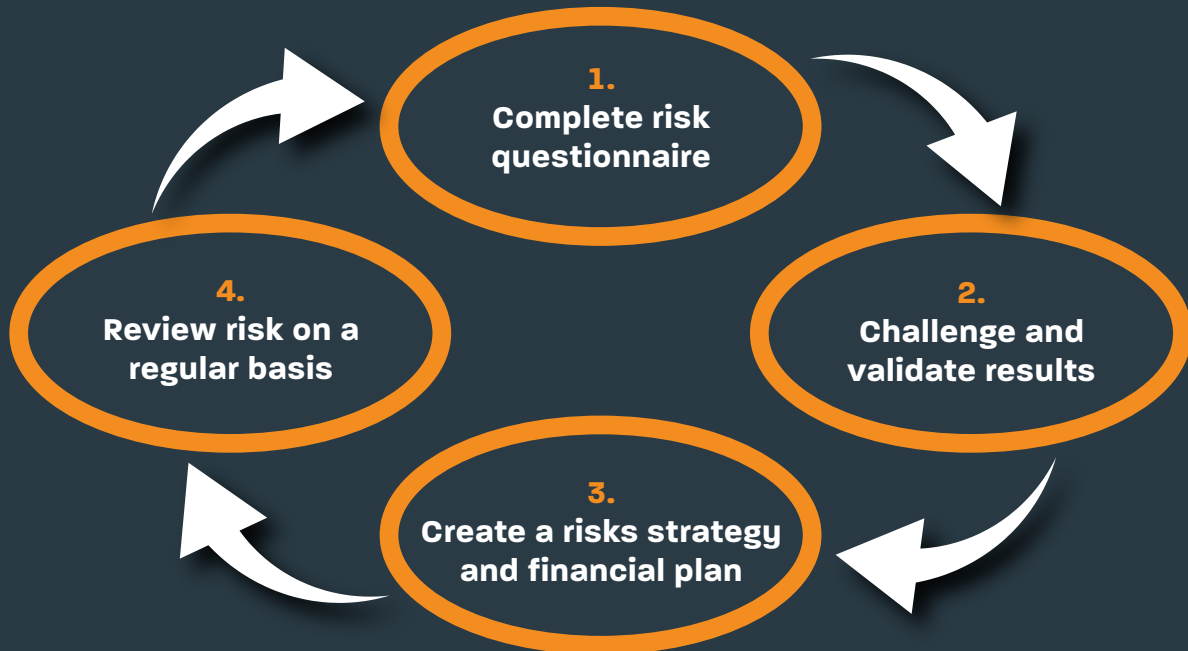 1.
Complete risk
questionnaire
2.
Challenge and
validate results
3.
Create a risks strategy
and financial plan
4.
Review risk on a
regular basis